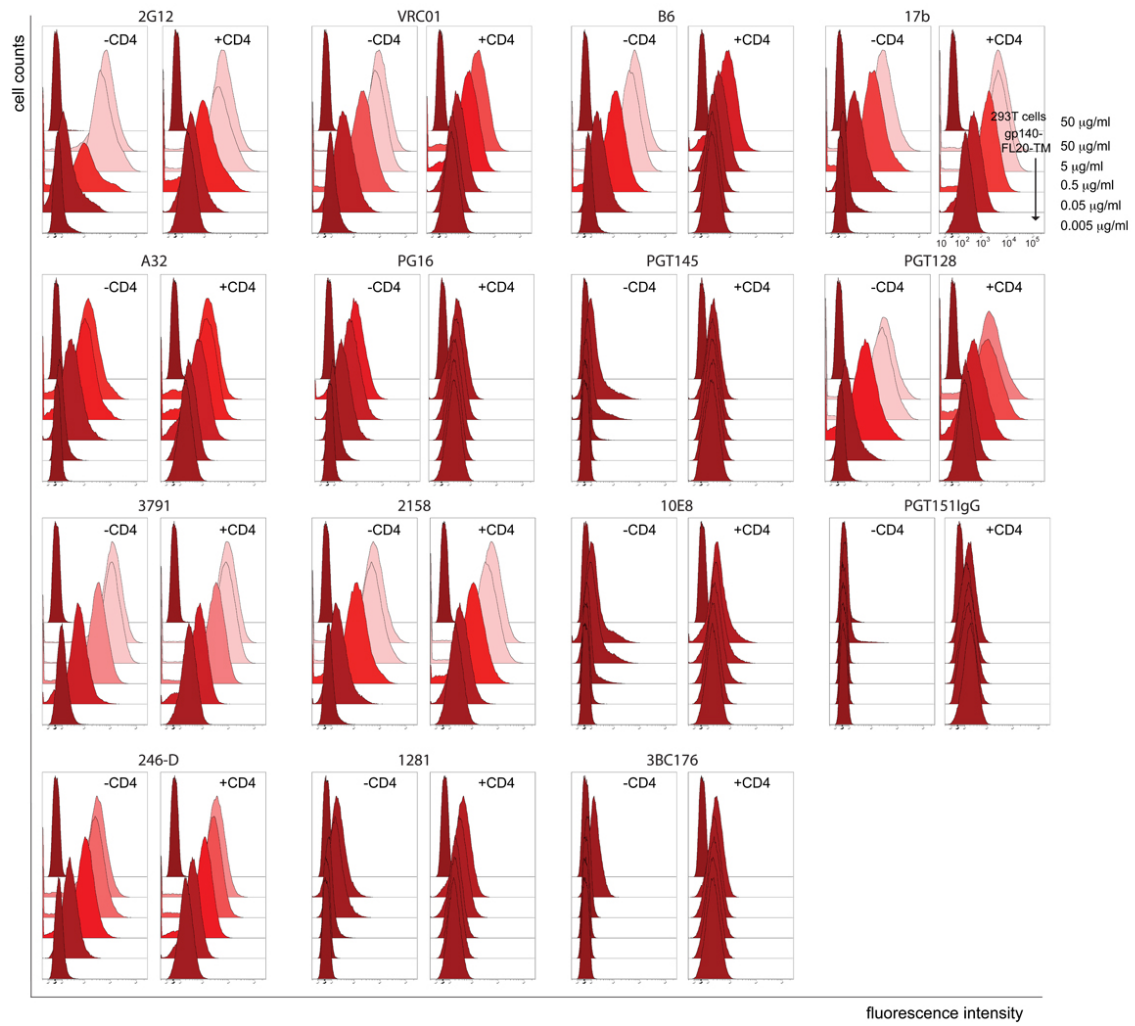 cell counts
2G12
VRC01
B6
17b
-CD4
+CD4
-CD4
+CD4
-CD4
+CD4
-CD4
+CD4
293T cells
gp140-
FL20-TM
50 µg/ml
50 µg/ml
5 µg/ml
0.5 µg/ml
0.05 µg/ml
0.005 µg/ml
10 10² 10³ 10⁴ 10⁵
A32
PG16
PGT145
PGT128
-CD4
+CD4
-CD4
+CD4
-CD4
+CD4
-CD4
+CD4
3791
2158
10E8
PGT151IgG
-CD4
+CD4
-CD4
+CD4
-CD4
+CD4
-CD4
+CD4
246-D
1281
3BC176
-CD4
+CD4
-CD4
+CD4
-CD4
+CD4
fluorescence intensity